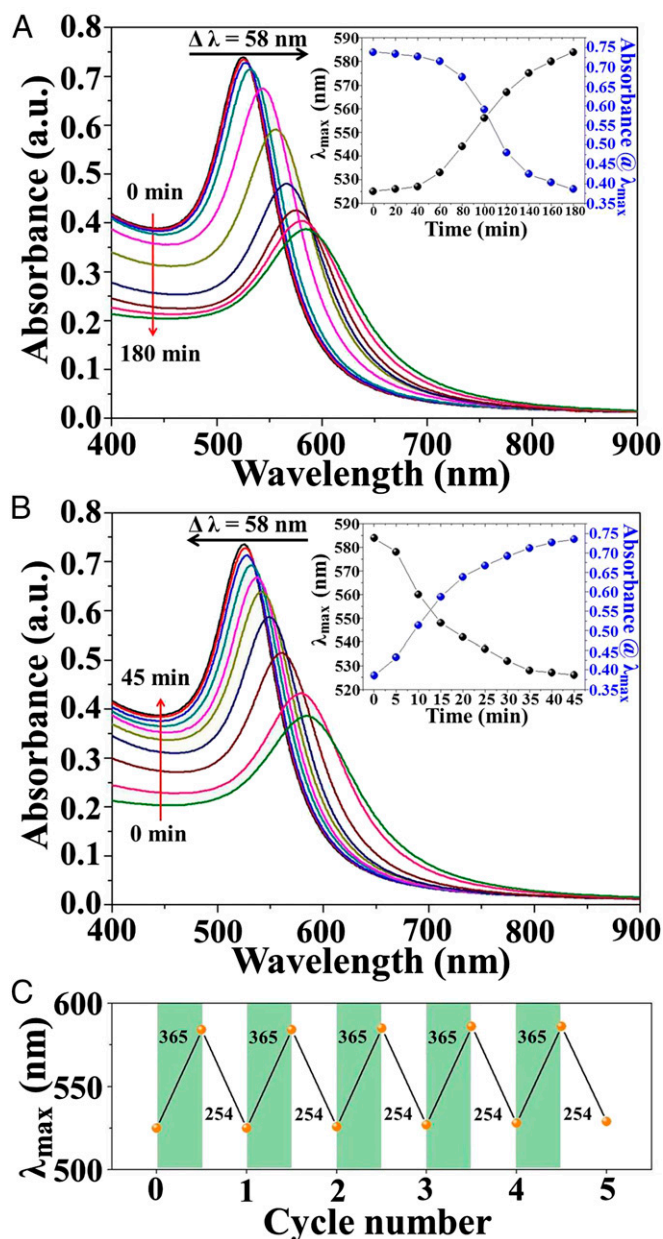 A
Absorbance (a.u.)
0.8
0.7
0.6
0.5
0.4
0.3
0.2
0.1
0.0
Δ λ = 58 nm
0 min
180 min
400 500 600 700 800 900
Wavelength (nm)
λmax (nm)
590
580
570
560
550
540
530
520
0 20 40 60 80 100 120 140 160 180
Time (min)
0.75
0.70
0.65
0.60
0.55
0.50
0.45
0.40
0.35
Absorbance @ λmax
B
Absorbance (a.u.)
0.8
0.7
0.6
0.5
0.4
0.3
0.2
0.1
0.0
Δ λ = 58 nm
45 min
0 min
400 500 600 700 800 900
Wavelength (nm)
λmax (nm)
590
580
570
560
550
540
530
520
0 5 10 15 20 25 30 35 40 45
Time (min)
0.75
0.70
0.65
0.60
0.55
0.50
0.45
0.40
0.35
Absorbance @ λmax
C
λmax (nm)
600
550
500
365 365 365 365 365
254 254 254 254 254
0 1 2 3 4 5
Cycle number